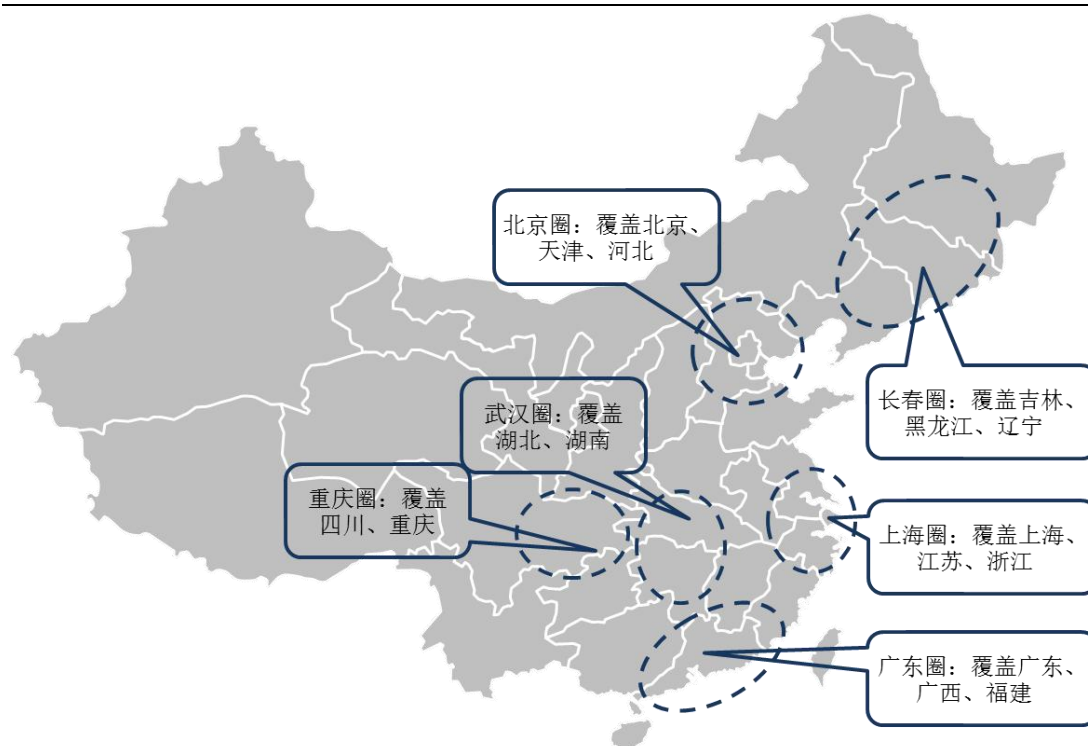 北京圈：覆盖北京、
天津、河北
长春圈：覆盖吉林、
黑龙江、辽宁
武汉圈：覆盖
湖北、湖南
重庆圈：覆盖
四川、重庆
上海圈：覆盖上海、
江苏、浙江
广东圈：覆盖广东、
广西、福建